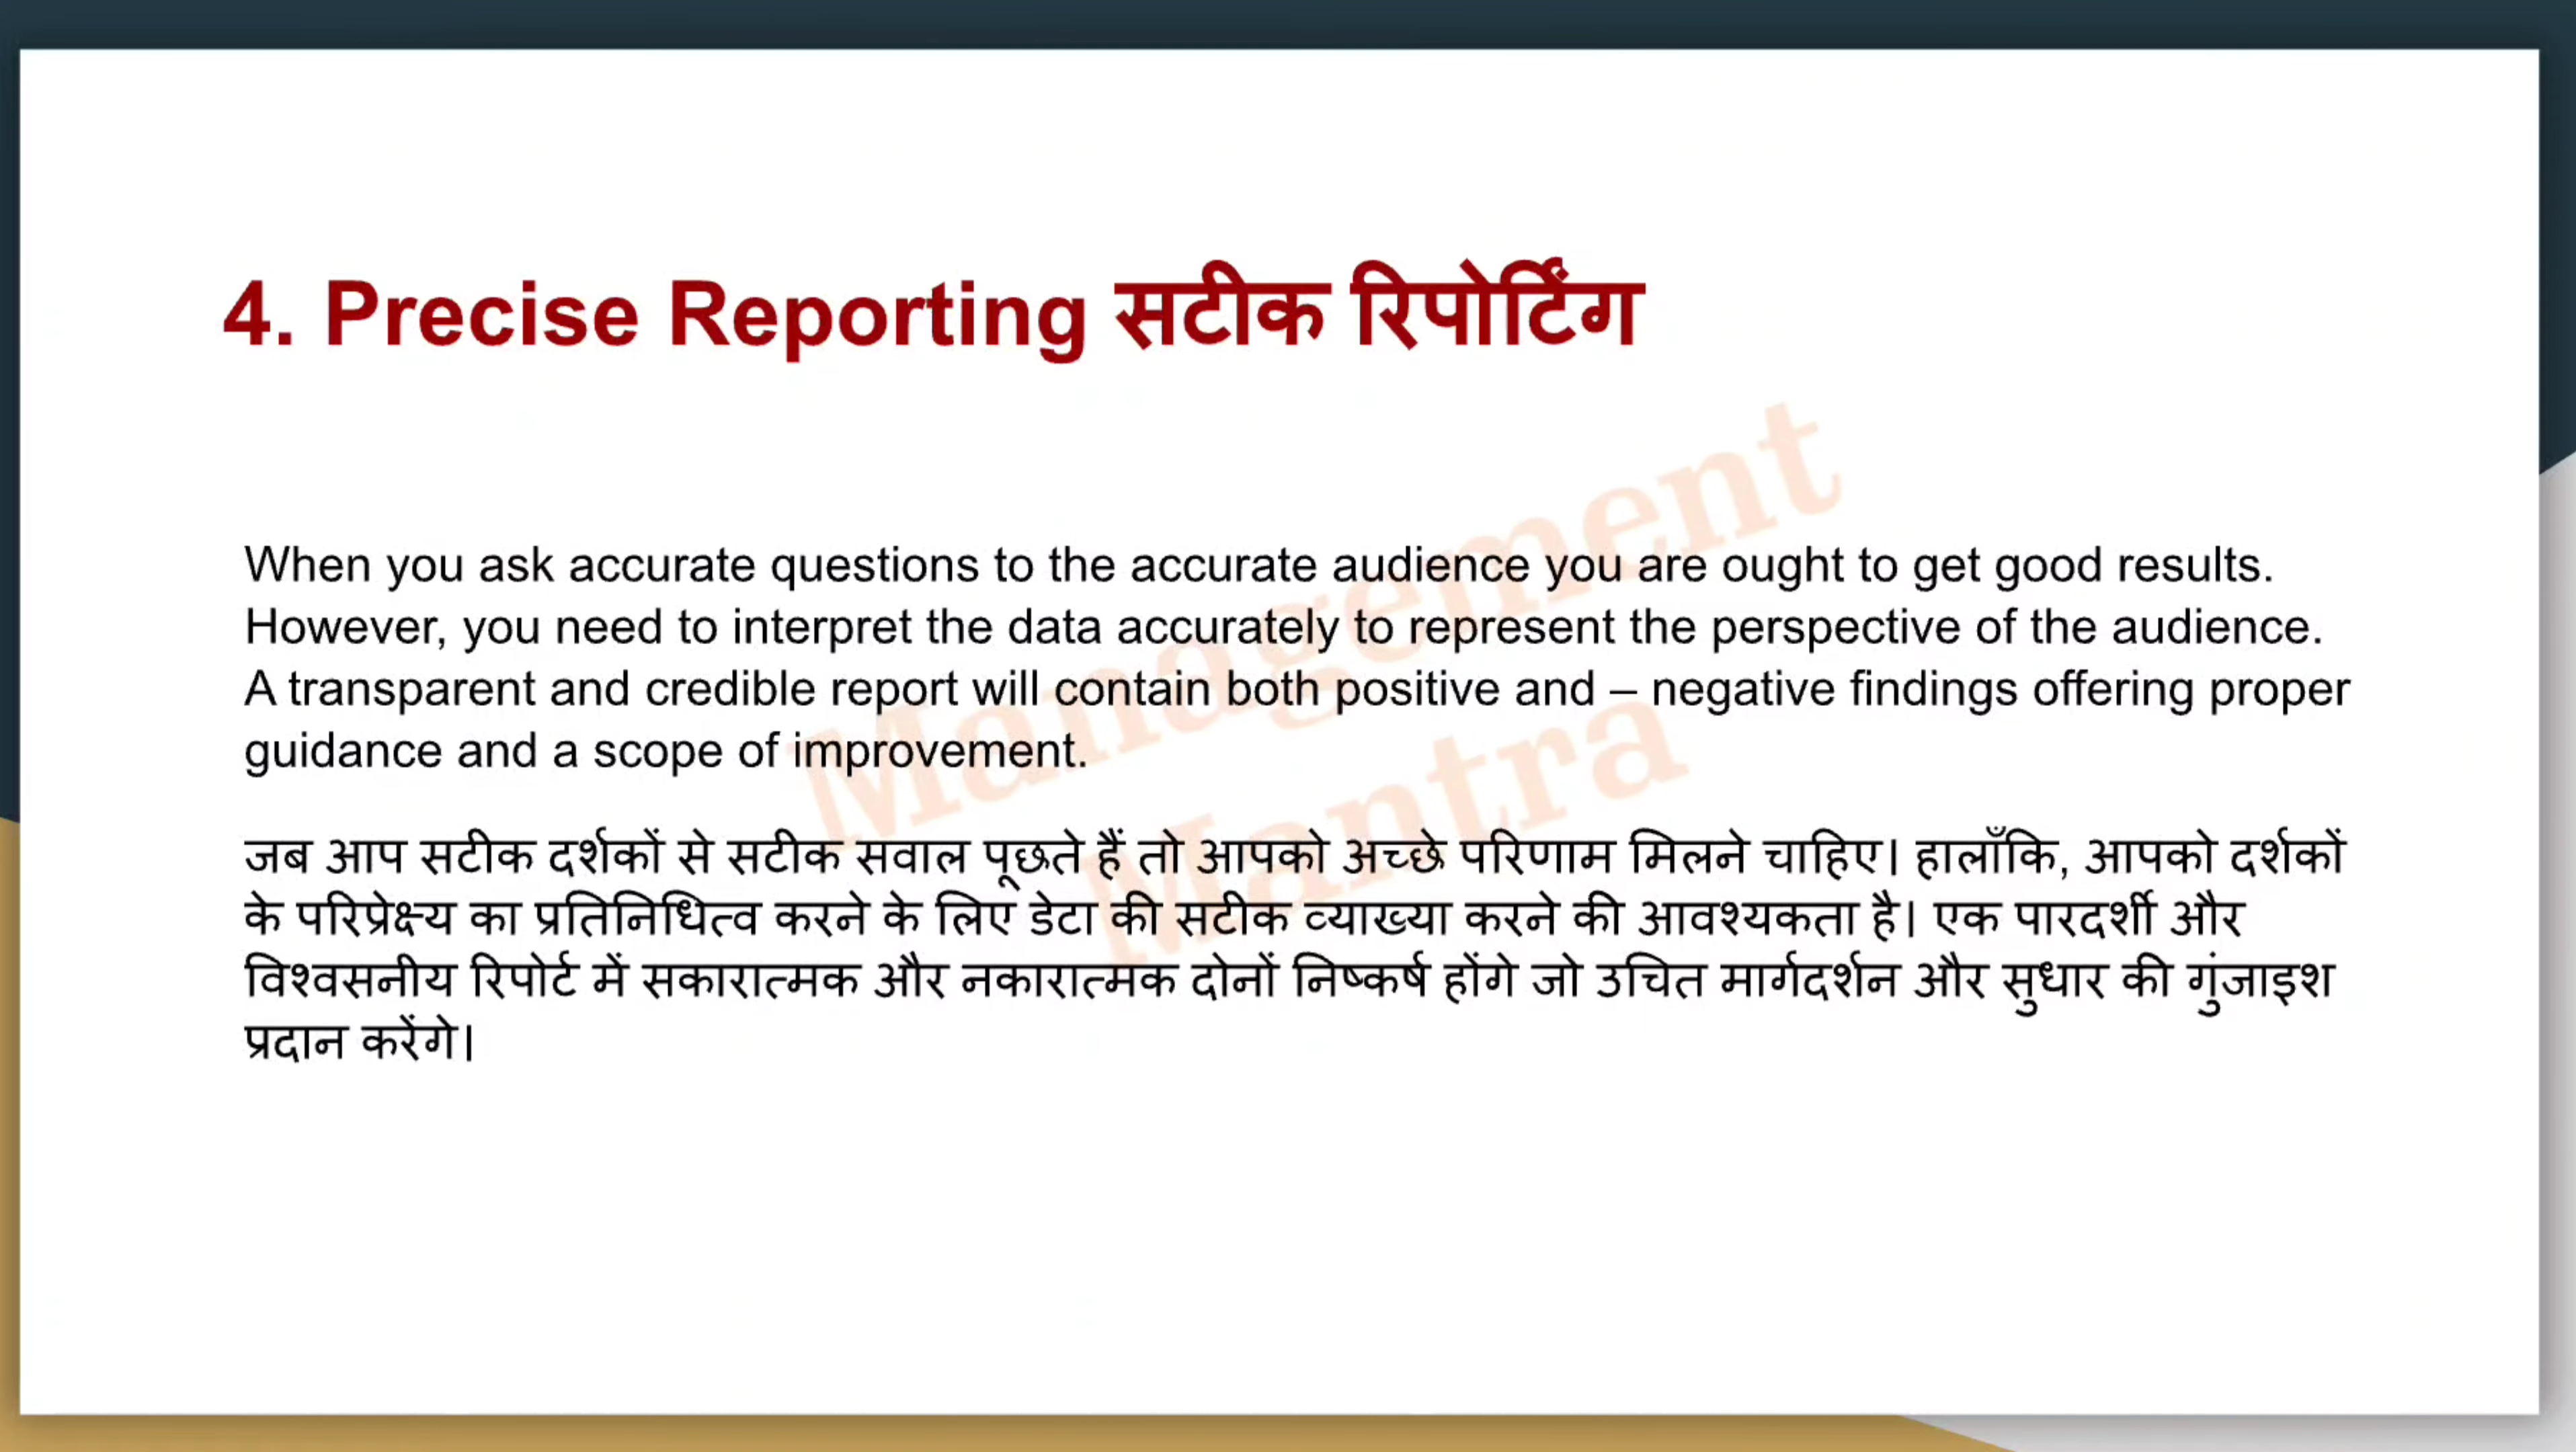 4. Precise Reporting सटीक रिपोर्टिंग
When you ask accurate questions to the accurate audience you are ought to get good results.
However, you need to interpret the data accurately to represent the perspective of the audience.
A transparent and credible report will contain both positive and – negative findings offering proper
guidance and a scope of improvement.
जब आप सटीक दर्शकों से सटीक सवाल पूछते हैं तो आपको अच्छे परिणाम मिलने चाहिए। हालाँकि, आपको दर्शकों
के परिप्रेक्ष्य का प्रतिनिधित्व करने के लिए डेटा की सटीक व्याख्या करने की आवश्यकता है। एक पारदर्शी और
विश्वसनीय रिपोर्ट में सकारात्मक और नकारात्मक दोनों निष्कर्ष होंगे जो उचित मार्गदर्शन और सुधार की गुंजाइश
प्रदान करेंगे।
Management
Mantra